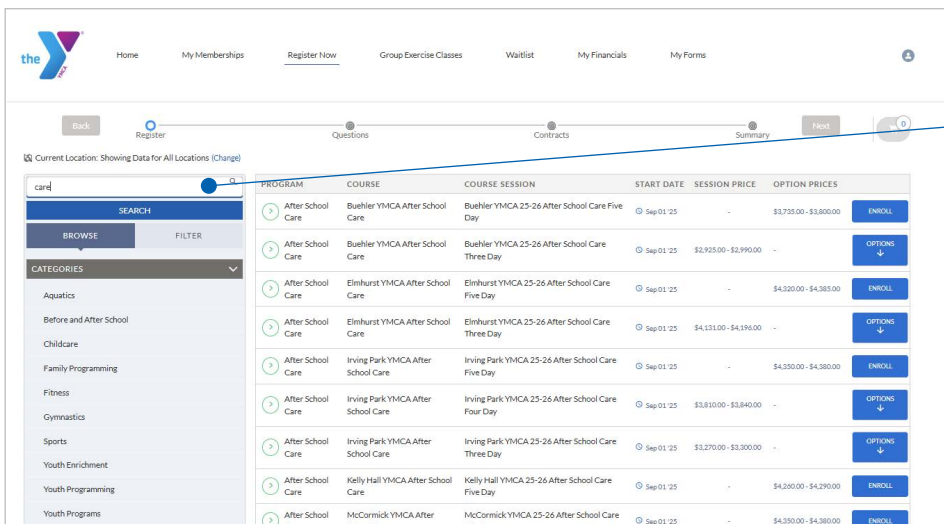 the
YMCA
Home My Memberships Register Now Group Exercise Classes Waitlist My Financials My Forms
Back Register Questions Contracts Summary Next 0
Current Location: Showing Data for All Locations (Change)
care
SEARCH
BROWSE FILTER
CATEGORIES
Aquatics
Before and After School
Childcare
Family Programming
Fitness
Gymnastics
Sports
Youth Enrichment
Youth Programming
Youth Programs
PROGRAM COURSE COURSE SESSION START DATE SESSION PRICE OPTION PRICES
After School Buehler YMCA After School Buehler YMCA 25-26 After School Care Five
Care Care Day Sep 01 '25 - $3,735.00 - $3,800.00 ENROLL
After School Buehler YMCA After School Buehler YMCA 25-26 After School Care
Care Care Three Day Sep 01 '25 $2,925.00 - $2,990.00 - OPTIONS
After School Elmhurst YMCA After School Elmhurst YMCA 25-26 After School Care
Care Care Five Day Sep 01 '25 - $4,320.00 - $4,385.00 ENROLL
After School Elmhurst YMCA After School Elmhurst YMCA 25-26 After School Care
Care Care Three Day Sep 01 '25 $4,131.00 - $4,196.00 - OPTIONS
After School Irving Park YMCA After Irving Park YMCA 25-26 After School Care
Care School Care Five Day Sep 01 '25 - $4,350.00 - $4,380.00 ENROLL
After School Irving Park YMCA After Irving Park YMCA 25-26 After School Care
Care School Care Four Day Sep 01 '25 $3,810.00 - $3,840.00 - OPTIONS
After School Irving Park YMCA After Irving Park YMCA 25-26 After School Care
Care School Care Three Day Sep 01 '25 $3,270.00 - $3,300.00 - OPTIONS
After School Kelly Hall YMCA After School Kelly Hall YMCA 25-26 After School Care
Care Care Five Day Sep 01 '25 - $4,260.00 - $4,290.00 ENROLL
After School McCormick YMCA After McCormick YMCA 25-26 After School Care
Sep 01 '25 - $4,350.00 - $4,380.00 ENROLL